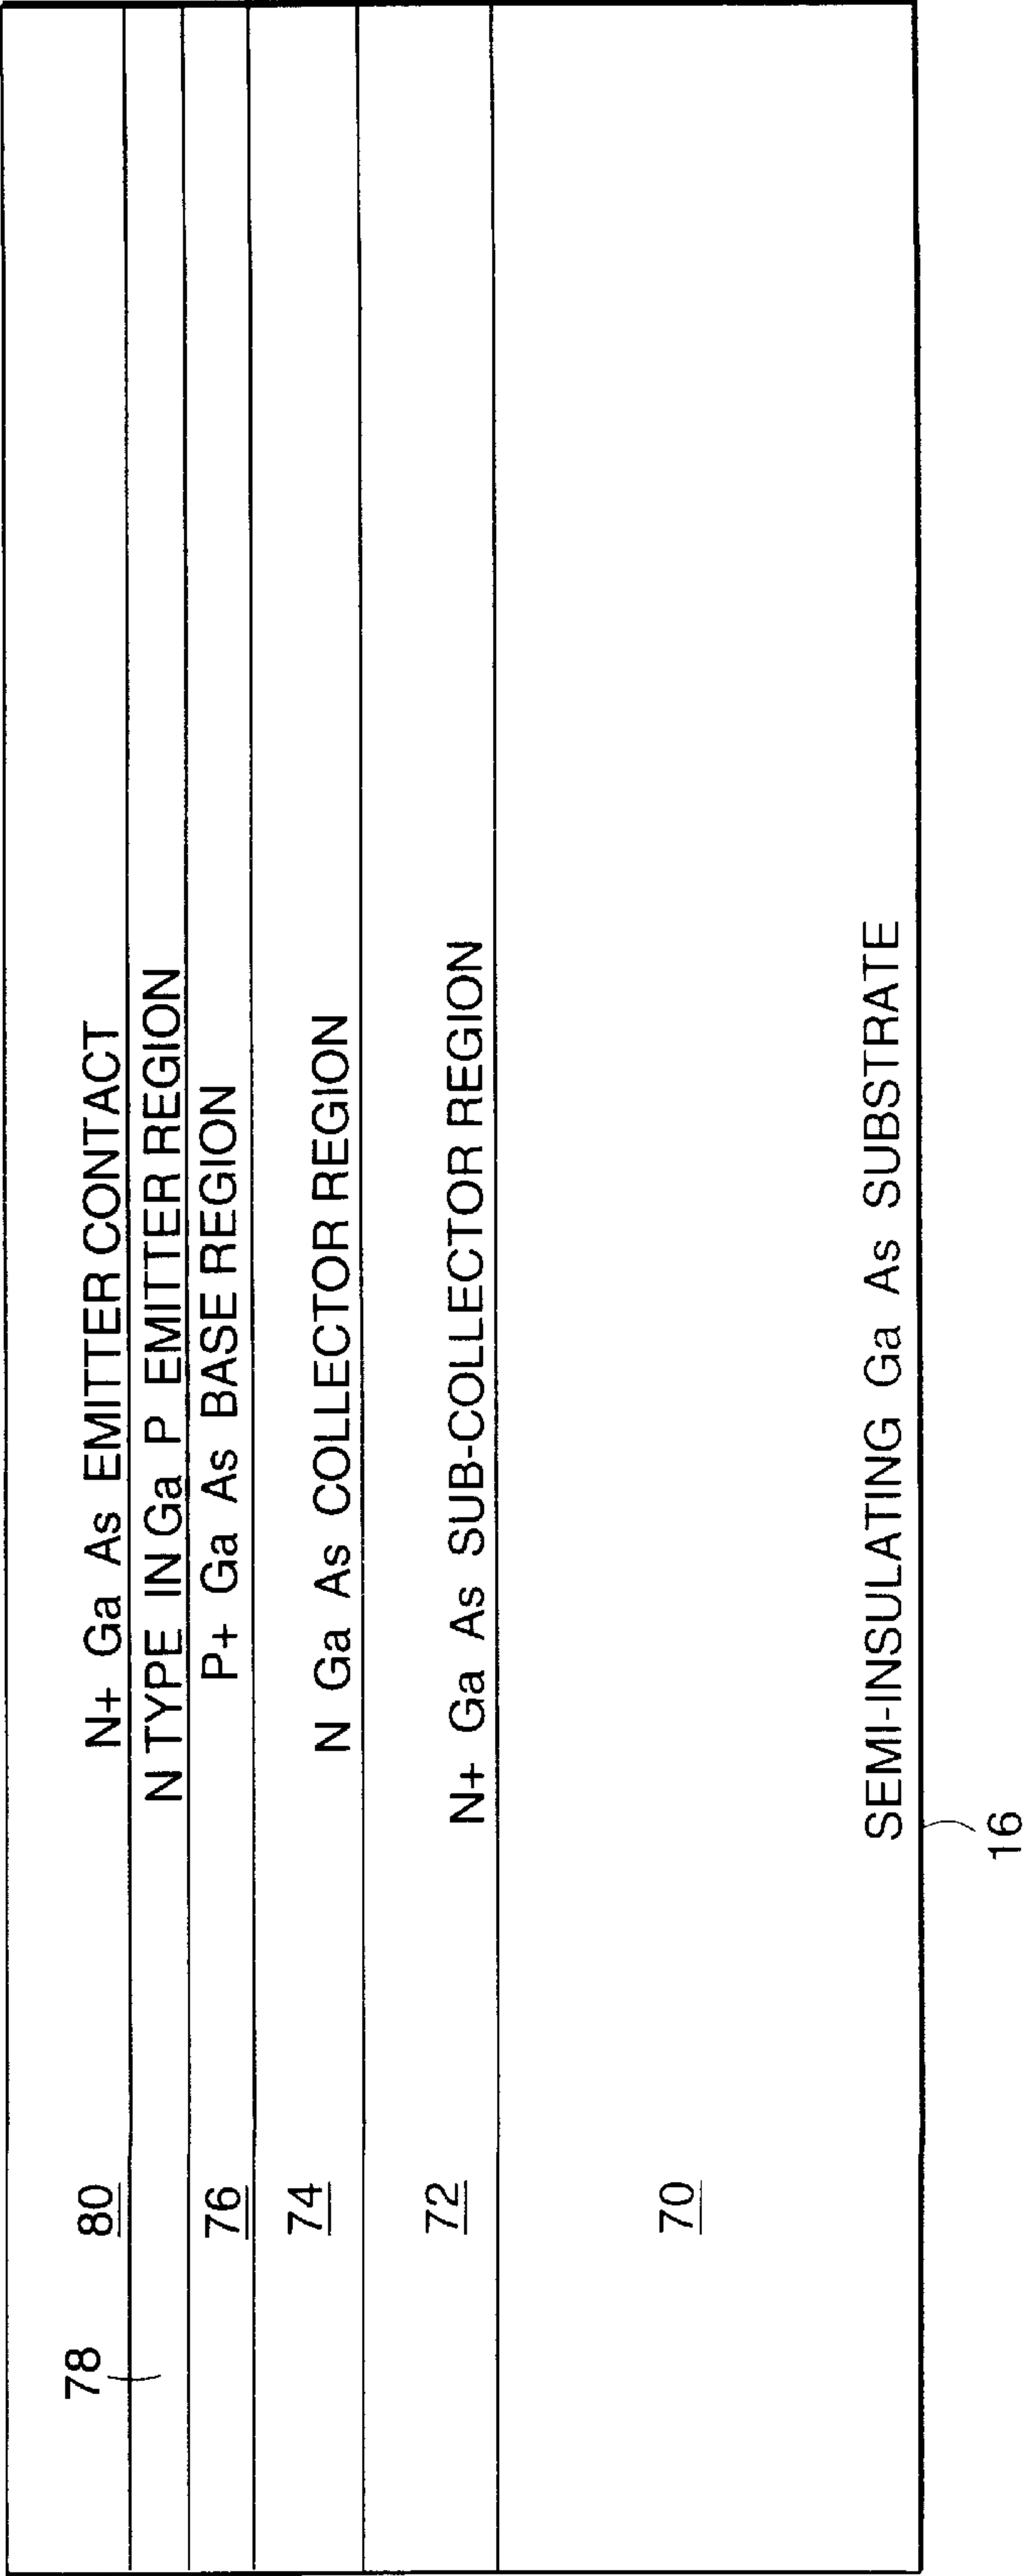 78
80
N+ Ga As EMITTER CONTACT
N TYPE IN Ga P EMITTER REGION
76
P+ Ga As BASE REGION
74
N Ga As COLLECTOR REGION
72
N+ Ga As SUB-COLLECTOR REGION
70
SEMI-INSULATING Ga As SUBSTRATE
16